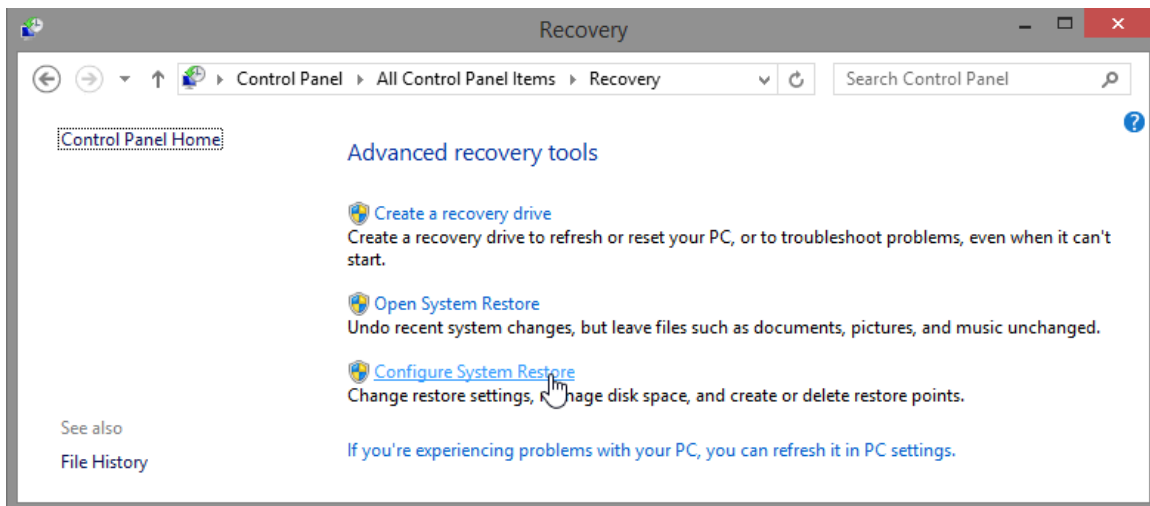 Recovery
Control Panel All Control Panel Items Recovery
Search Control Panel
Control Panel Home
Advanced recovery tools
Create a recovery drive
Create a recovery drive to refresh or reset your PC, or to troubleshoot problems, even when it can't
start.
Open System Restore
Undo recent system changes, but leave files such as documents, pictures, and music unchanged.
Configure System Restore
Change restore settings, manage disk space, and create or delete restore points.
If you're experiencing problems with your PC, you can refresh it in PC settings.
See also
File History